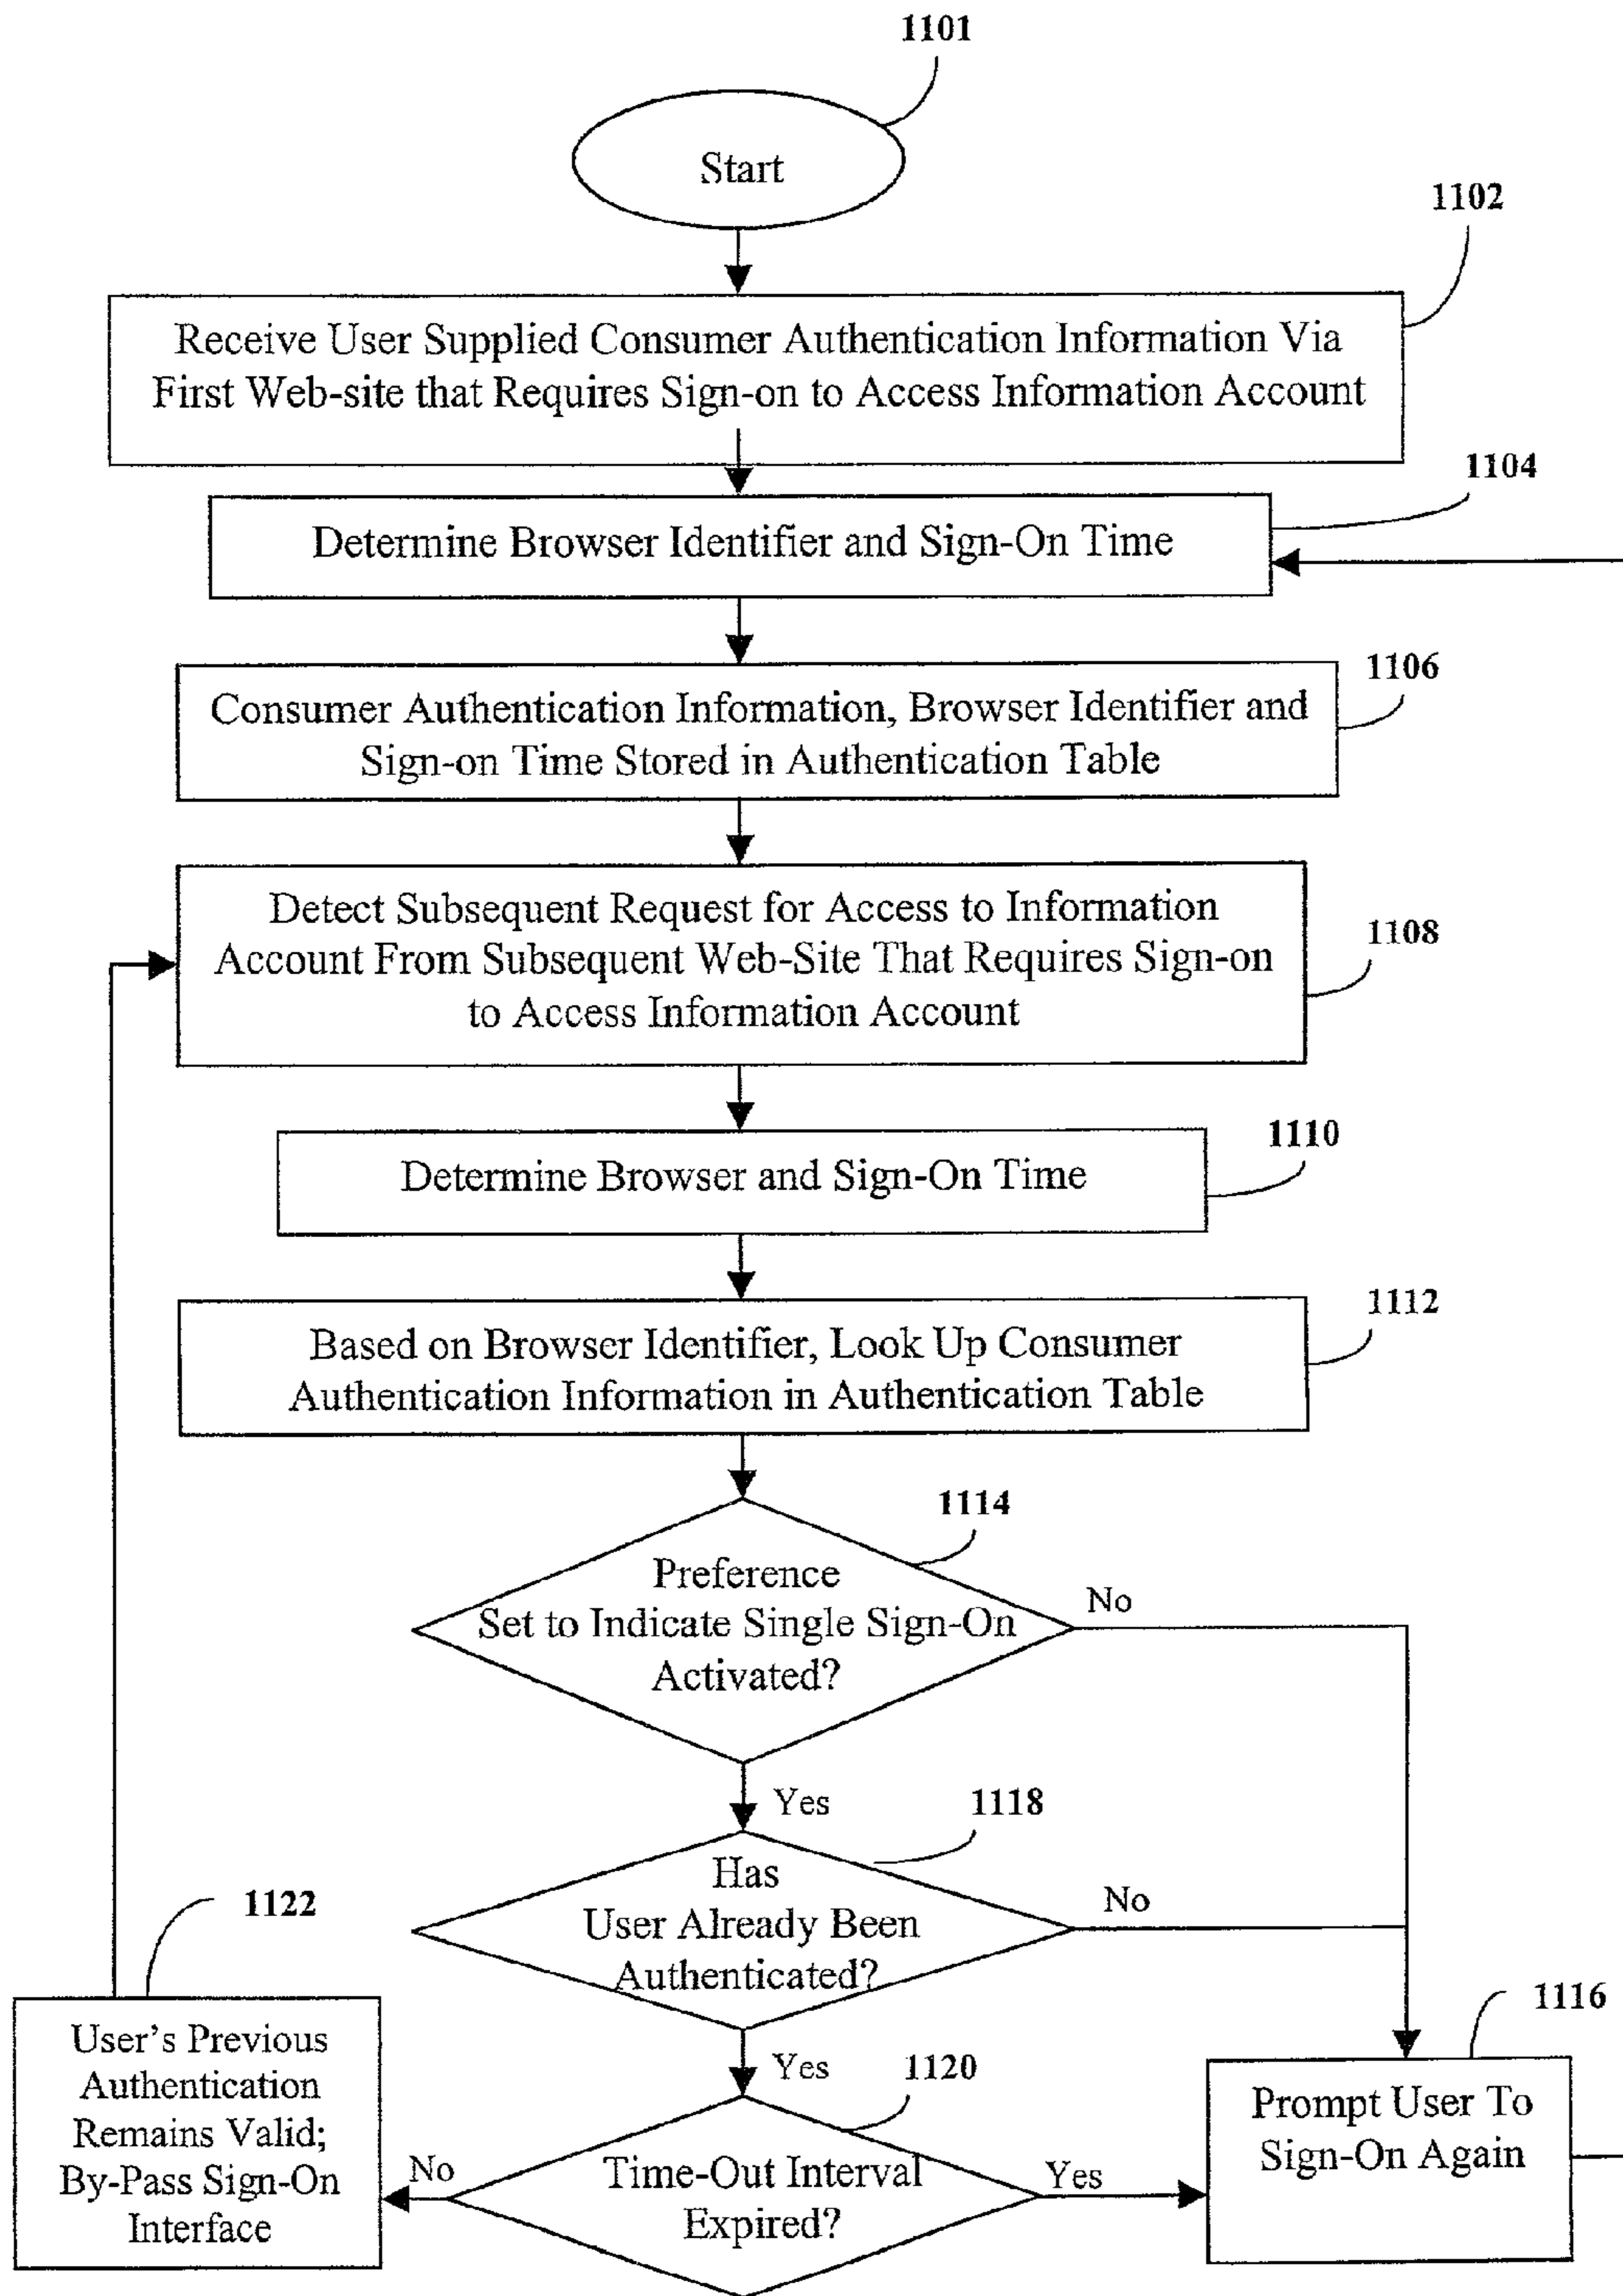 1101
Start
1102
Receive User Supplied Consumer Authentication Information Via
First Web-site that Requires Sign-on to Access Information Account
1104
Determine Browser Identifier and Sign-On Time
1106
Consumer Authentication Information, Browser Identifier and
Sign-on Time Stored in Authentication Table
Detect Subsequent Request for Access to Information
Account From Subsequent Web-Site That Requires Sign-on
to Access Information Account
1108
1110
Determine Browser and Sign-On Time
1112
Based on Browser Identifier, Look Up Consumer
Authentication Information in Authentication Table
1114
Preference
Set to Indicate Single Sign-On
Activated?
No
Yes
1118
Has
User Already Been
Authenticated?
No
1122
User's Previous
Authentication
Remains Valid;
By-Pass Sign-On
Interface
Yes
1120
Time-Out Interval
Expired?
No
Yes
1116
Prompt User To
Sign-On Again